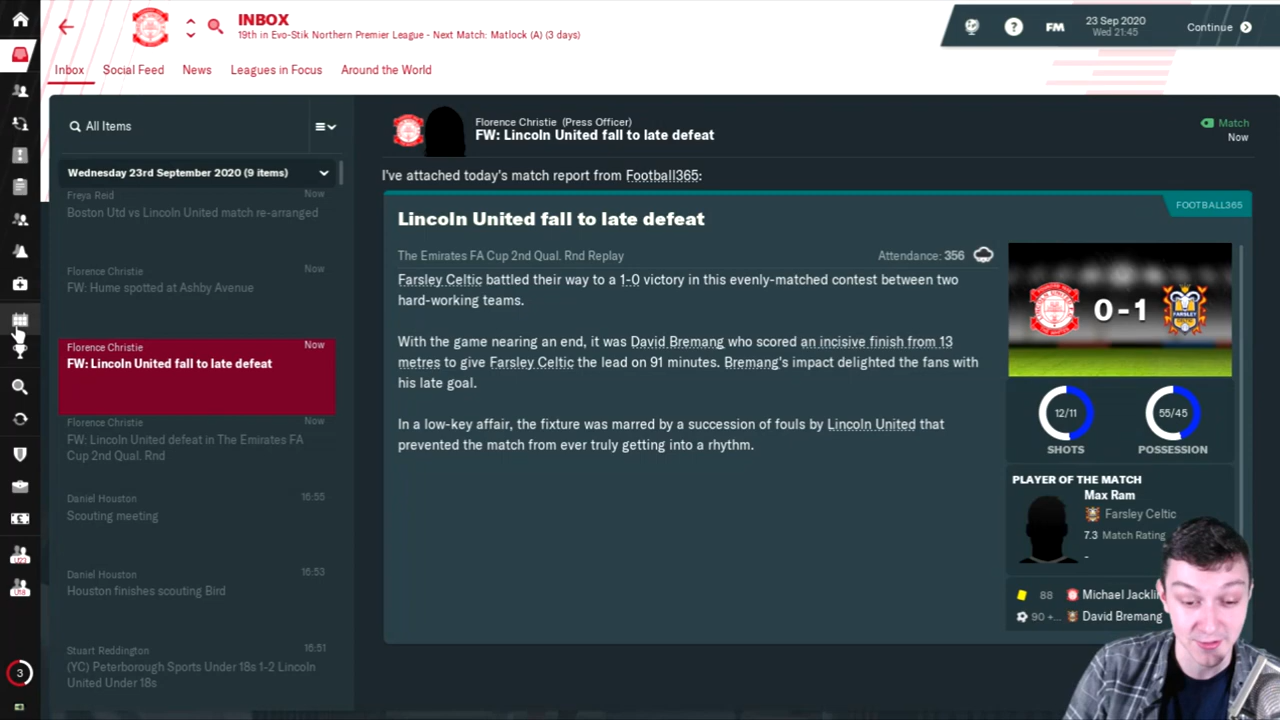 INBOX
19th in Evo-Stik Northern Premier League - Next Match: Matlock (A) (3 days)
FM
23 Sep 2020
Wed 21:45
Continue
Inbox
Social Feed
News
Leagues in Focus
Around the World
All Items
Wednesday 23rd September 2020 (9 items)
Freya Reid
Now
Boston Utd vs Lincoln United match re-arranged
Florence Christie
Now
FW: Hume spotted at Ashby Avenue
Florence Christie
Now
FW: Lincoln United fall to late defeat
Florence Christie
Now
FW: Lincoln United defeat in The Emirates FA
Cup 2nd Qual. Rnd
Daniel Houston
16:55
Scouting meeting
Daniel Houston
16:53
Houston finishes scouting Bird
Stuart Reddington
16:51
(YC) Peterborough Sports Under 18s 1-2 Lincoln
United Under 18s
U23
U18
3
Florence Christie (Press Officer)
FW: Lincoln United fall to late defeat
Match
Now
I've attached today's match report from Football365:
Lincoln United fall to late defeat
FOOTBALL365
The Emirates FA Cup 2nd Qual. Rnd Replay
Attendance: 356
Farsley Celtic battled their way to a 1-0 victory in this evenly-matched contest between two
hard-working teams.
With the game nearing an end, it was David Bremang who scored an incisive finish from 13
metres to give Farsley Celtic the lead on 91 minutes. Bremang's impact delighted the fans with
his late goal.
In a low-key affair, the fixture was marred by a succession of fouls by Lincoln United that
prevented the match from ever truly getting into a rhythm.
0-1
12/11
SHOTS
55/45
POSSESSION
PLAYER OF THE MATCH
Max Ram
Farsley Celtic
7.3 Match Rating
-
88 Michael Jackli
90 +... David Bremang